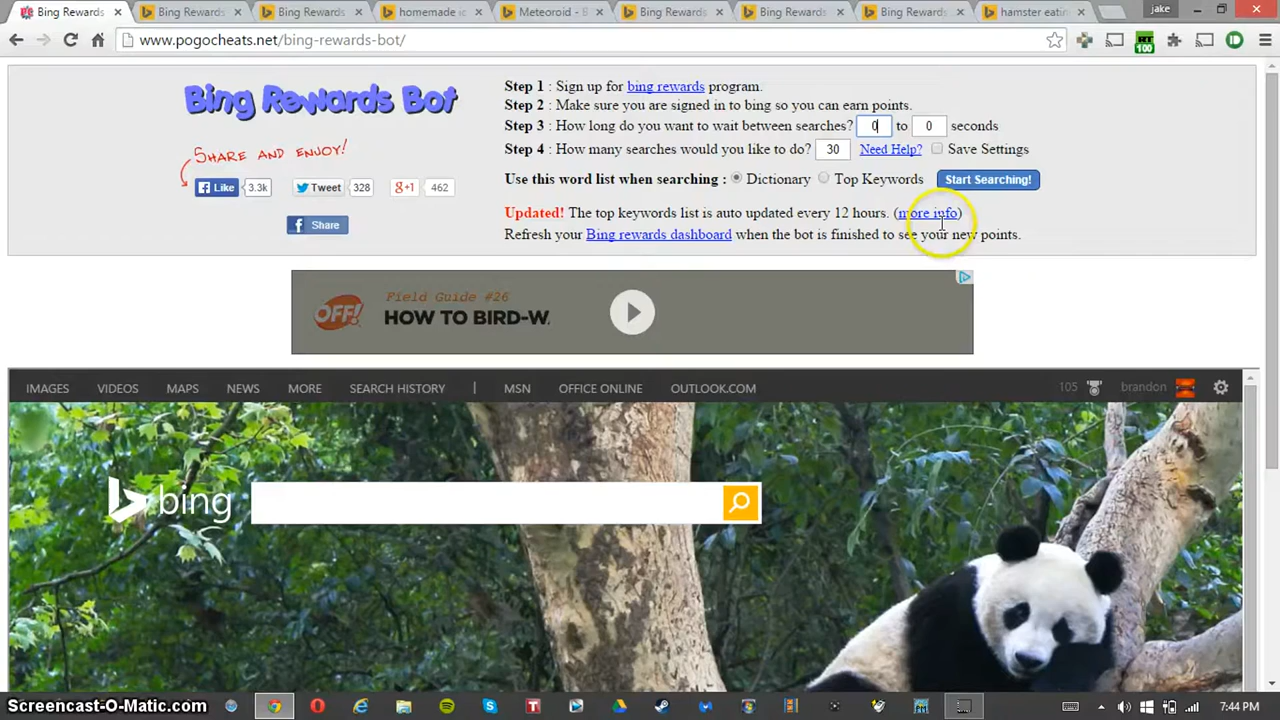 Bing Rewards
Bing Rewards
Bing Rewards
homemade ic
Meteoroid - B
Bing Rewards
Bing Rewards
Bing Rewards
hamster eatin
jake
www.pogocheats.net/bing-rewards-bot/
100
Bing Rewards Bot
SHARE AND ENJOY!
Like 3.3k Tweet 328 g+1 462
Share
Step 1 : Sign up for bing rewards program.
Step 2 : Make sure you are signed in to bing so you can earn points.
Step 3 : How long do you want to wait between searches? 0 to 0 seconds
Step 4 : How many searches would you like to do? 30 Need Help? Save Settings
Use this word list when searching : Dictionary Top Keywords Start Searching!
Updated! The top keywords list is auto updated every 12 hours. (more info)
Refresh your Bing rewards dashboard when the bot is finished to see your new points.
OFF! Field Guide #26
HOW TO BIRD-W.
IMAGES VIDEOS MAPS NEWS MORE SEARCH HISTORY | MSN OFFICE ONLINE OUTLOOK.COM 105 brandon
bing
Screencast-O-Matic.com
7:44 PM